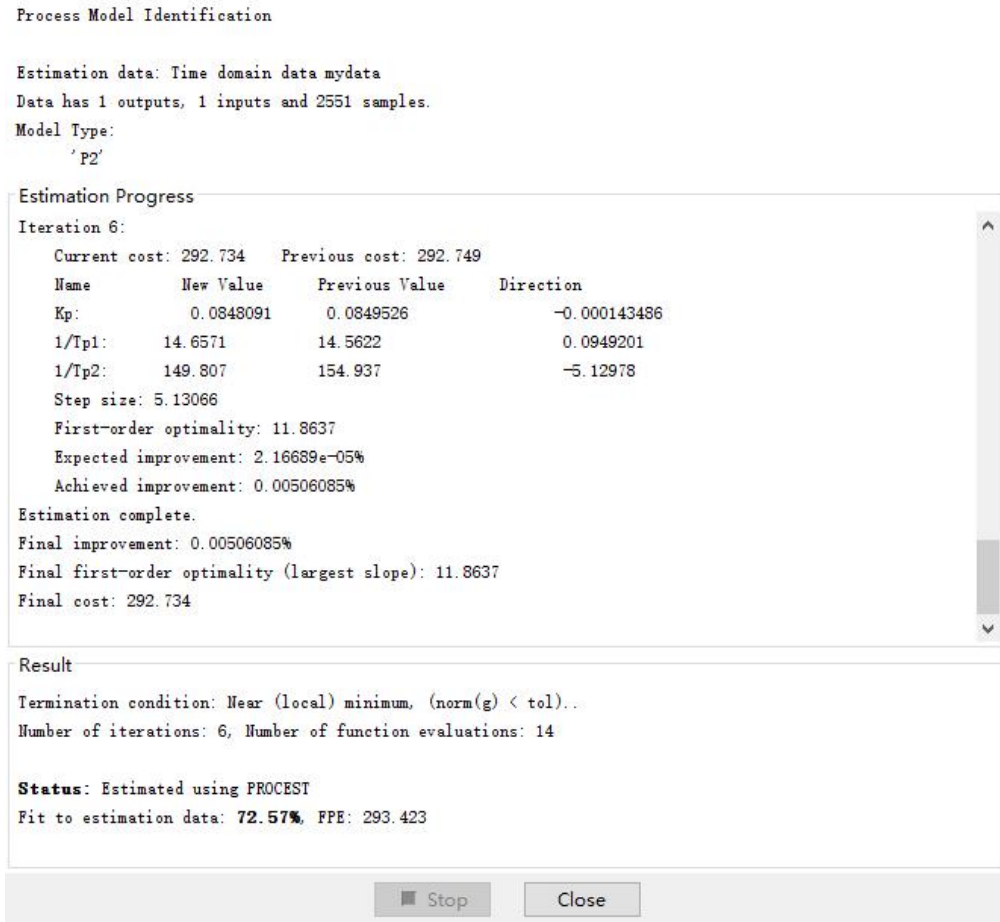 Process Model Identification
Estimation data: Time domain data mydata
Data has 1 outputs, 1 inputs and 2551 samples.
Model Type:
'P2'
Estimation Progress
Iteration 6:
Current cost: 292.734 Previous cost: 292.749
Name New Value Previous Value Direction
Kp: 0.0848091 0.0849526 -0.000143486
1/Tp1: 14.6571 14.5622 0.0949201
1/Tp2: 149.807 154.937 -5.12978
Step size: 5.13066
First-order optimality: 11.8637
Expected improvement: 2.16689e-05%
Achieved improvement: 0.00506085%
Estimation complete.
Final improvement: 0.00506085%
Final first-order optimality (largest slope): 11.8637
Final cost: 292.734
Result
Termination condition: Near (local) minimum, (norm(g) < tol)..
Number of iterations: 6, Number of function evaluations: 14
Status: Estimated using PROCEST
Fit to estimation data: 72.57%, FPE: 293.423
Stop Close